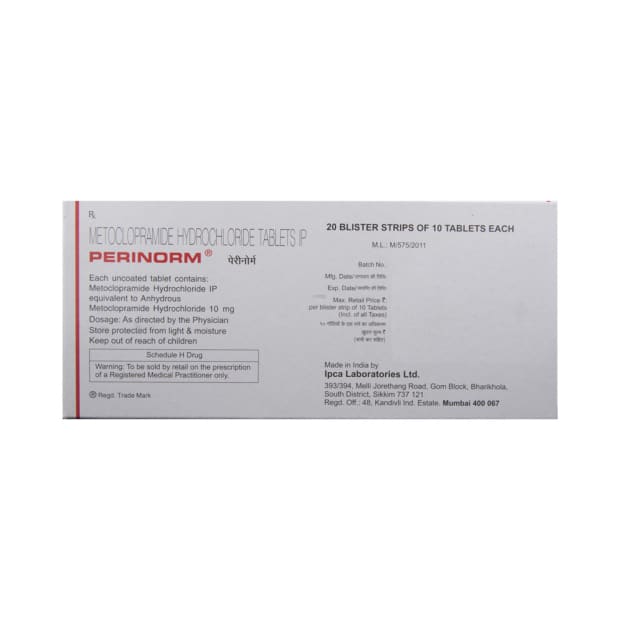 Rx
METOCLOPRAMIDE HYDROCHLORIDE TABLETS IP
PERINORM® पेरीनोर्म
Each uncoated tablet contains:
Metoclopramide Hydrochloride IP
equivalent to Anhydrous
Metoclopramide Hydrochloride 10 mg
Dosage: As directed by the Physician
Store protected from light & moisture
Keep out of reach of children
Schedule H Drug
Warning: To be sold by retail on the prescription
of a Registered Medical Practitioner only.
® Regd. Trade Mark
20 BLISTER STRIPS OF 10 TABLETS EACH
M.L.: M/575/2011
Batch No.
Mfg. Date/
Exp. Date/
Max. Retail Price ₹:
per blister strip of 10 Tablets
(Incl. of all Taxes)
१० गोलियों के
Made in India by
Ipca Laboratories Ltd.
393/394, Melli Jorethang Road, Gom Block, Bharikhola,
South District, Sikkim 737 121
Regd. Off.: 48, Kandivli Ind. Estate. Mumbai 400 067